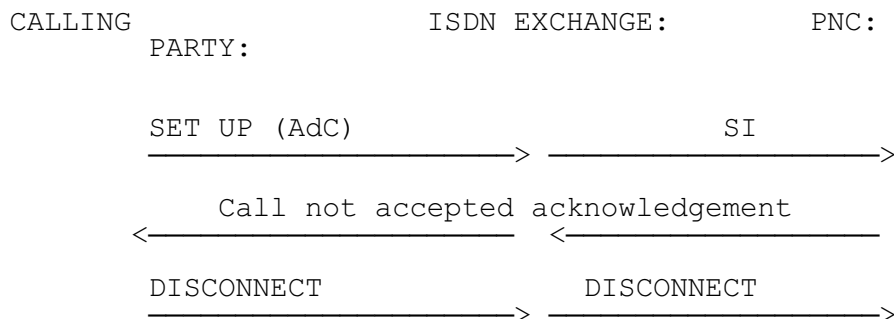 CALLING ISDN EXCHANGE: PNC:
PARTY:
SET UP (AdC) SI
Call not accepted acknowledgement
DISCONNECT DISCONNECT